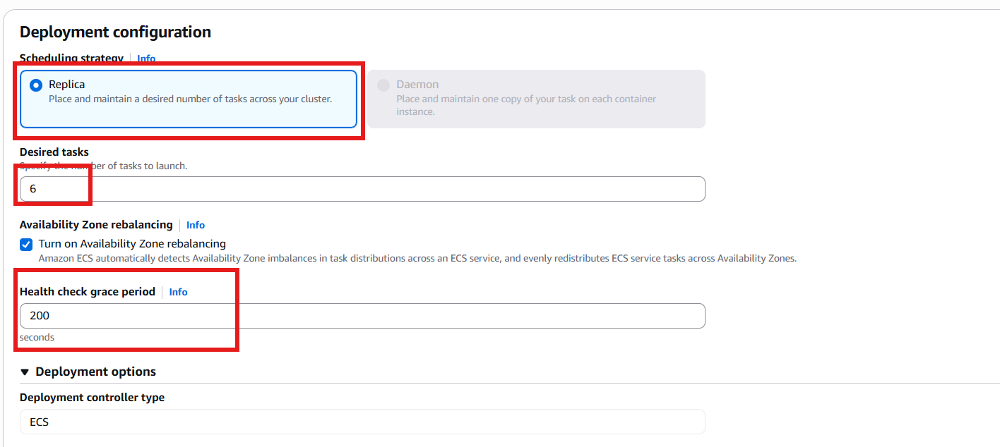 Deployment configuration
Scheduling strategy Info
Replica
Place and maintain a desired number of tasks across your cluster.
Daemon
Place and maintain one copy of your task on each container
instance.
Desired tasks
Specify the number of tasks to launch.
6
Availability Zone rebalancing Info
Turn on Availability Zone rebalancing
Amazon ECS automatically detects Availability Zone imbalances in task distributions across an ECS service, and evenly redistributes ECS service tasks across Availability Zones.
Health check grace period Info
200
seconds
Deployment options
Deployment controller type
ECS